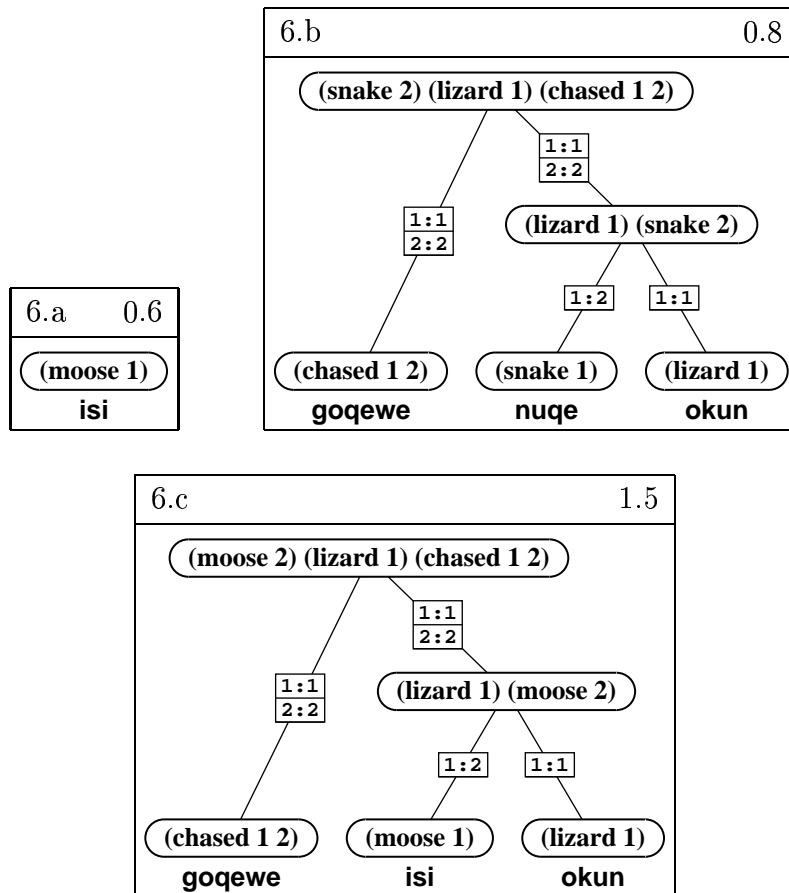 6.b 0.8
(snake 2) (lizard 1) (chased 1 2)
1:1
2:2
1:1
2:2
(lizard 1) (snake 2)
1:2 1:1
(chased 1 2) (snake 1) (lizard 1)
goqewe nuqe okun
6.a 0.6
(moose 1)
isi
6.c 1.5
(moose 2) (lizard 1) (chased 1 2)
1:1
2:2
1:1
2:2
(lizard 1) (moose 2)
1:2 1:1
(chased 1 2) (moose 1) (lizard 1)
goqewe isi okun